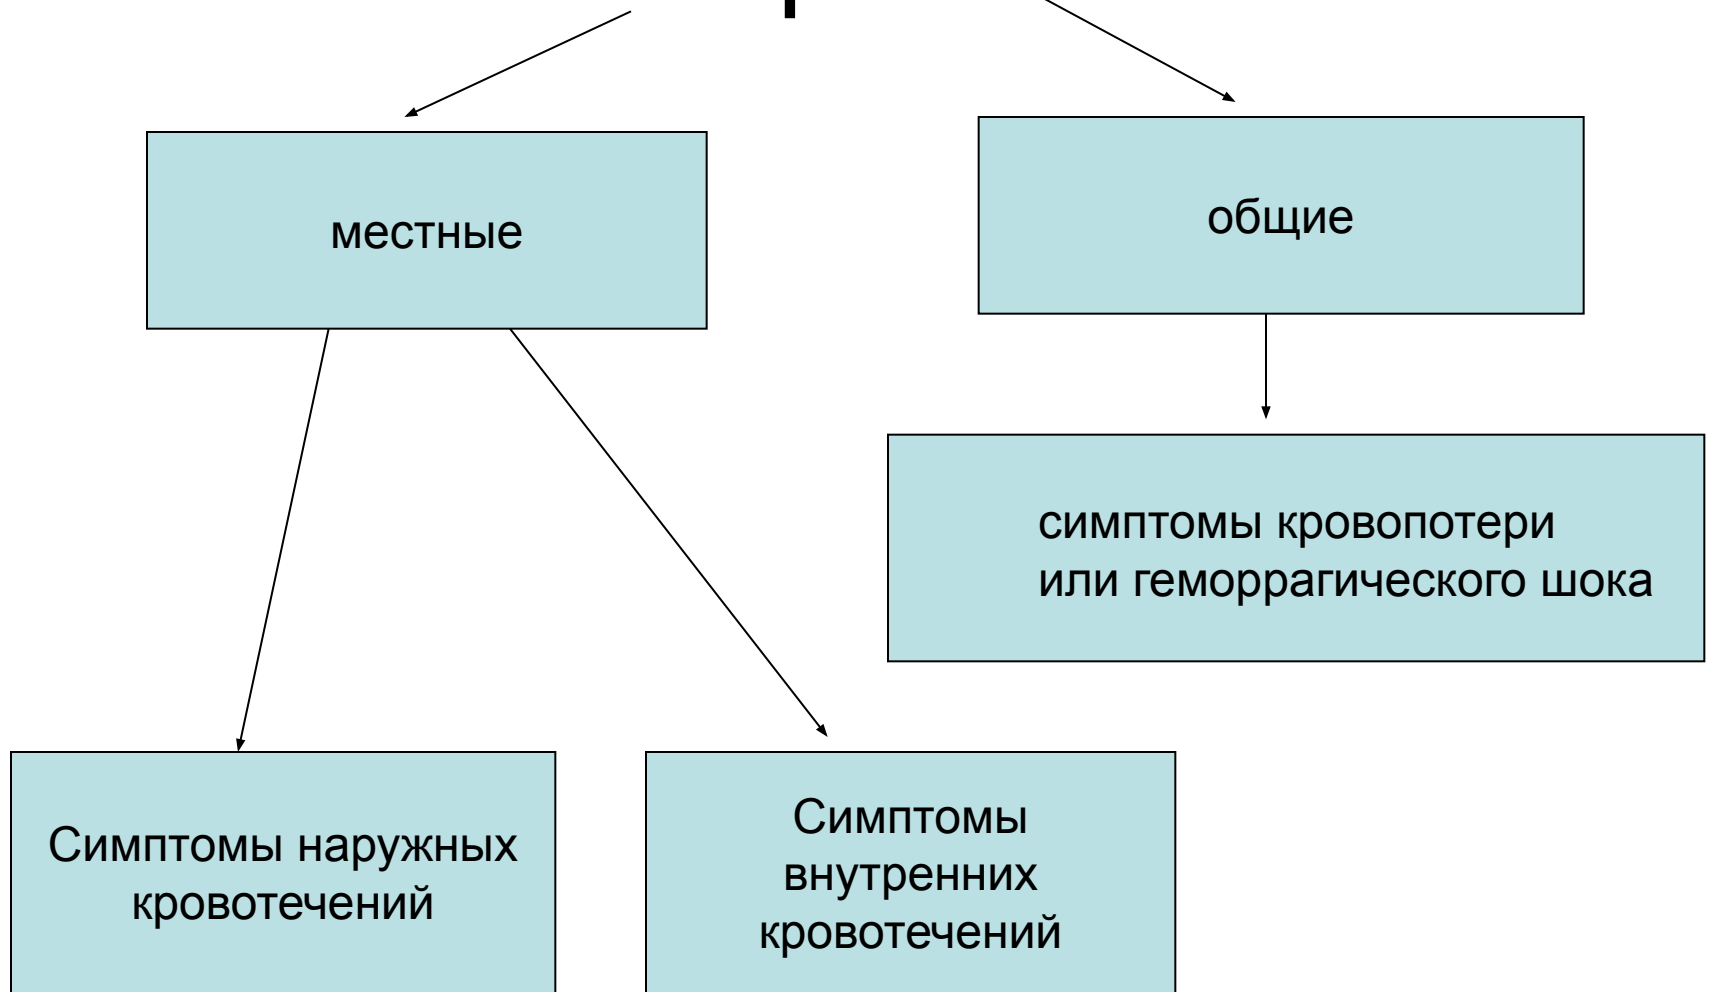 местные
общие
симптомы кровопотери
или геморрагического шока
Симптомы наружных
кровотечений
Симптомы
внутренних
кровотечений